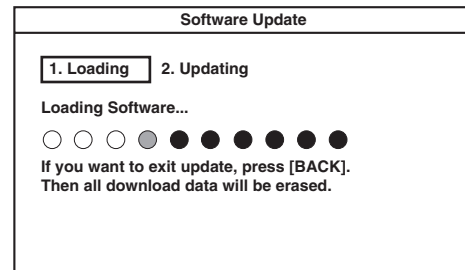 Software Update
1. Loading 2. Updating
Loading Software...
If you want to exit update, press [BACK].
Then all download data will be erased.